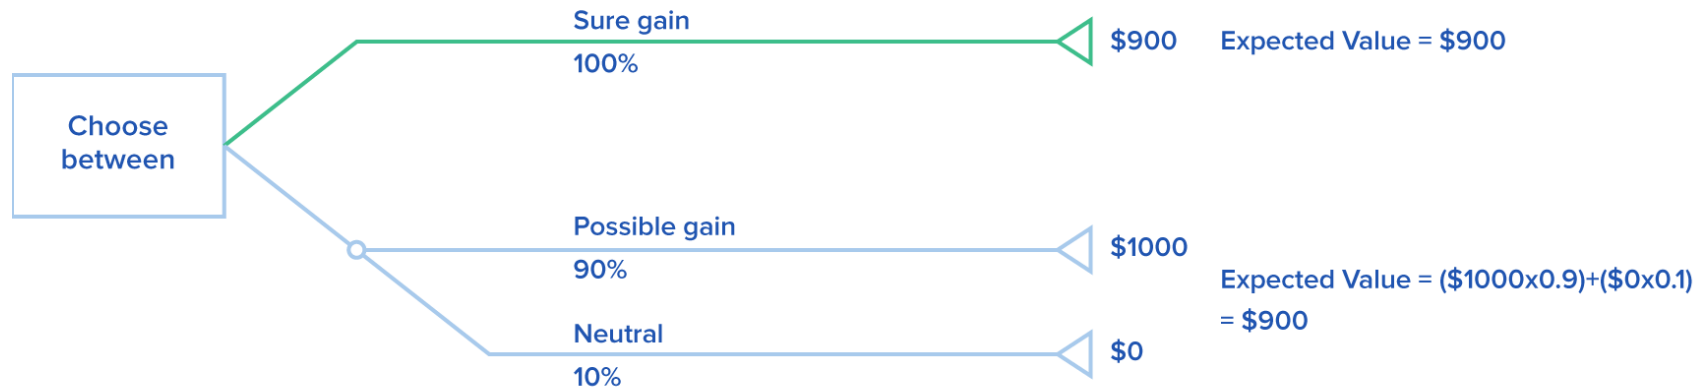 Sure gain
100%
$900
Expected Value = $900
Choose
between
Possible gain
90%
$1000
Expected Value = ($1000x0.9)+($0x0.1)
= $900
Neutral
10%
$0